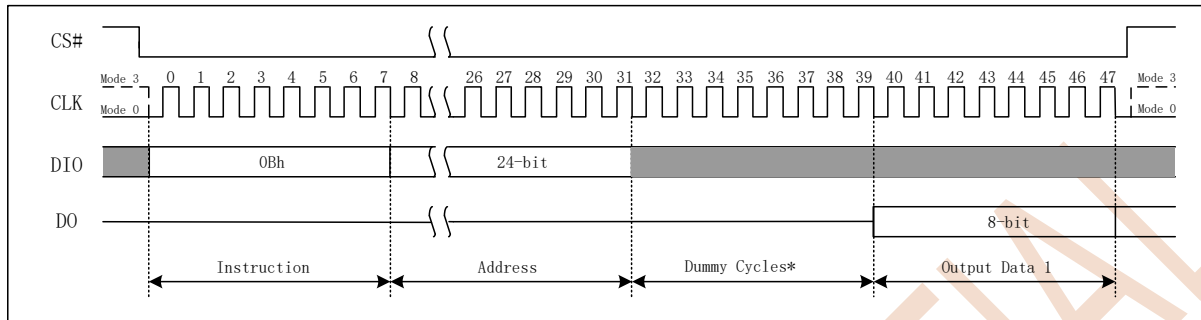 CS#
Mode 3 0 1 2 3 4 5 6 7 8 26 27 28 29 30 31 32 33 34 35 36 37 38 39 40 41 42 43 44 45 46 47 Mode 3
CLK
Mode 0 Mode 0
DIO 0Bh 24-bit
DO 8-bit
Instruction Address Dummy Cycles* Output Data 1